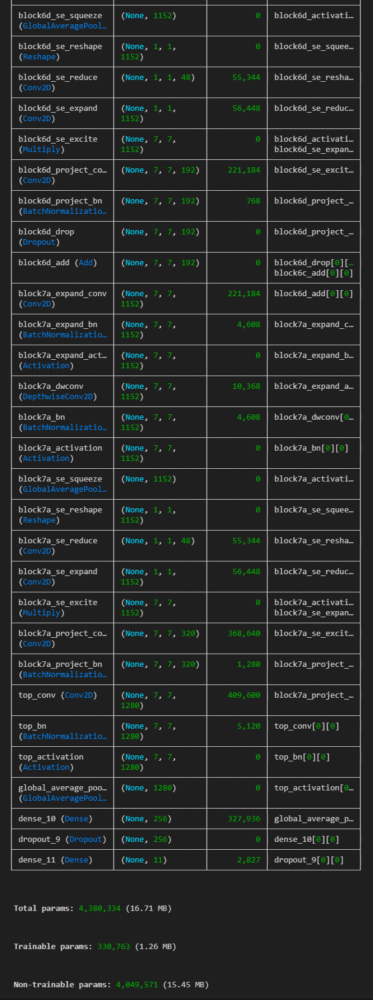 block6d_se_squeeze (None, 1152) 0 block6d_activati…
(GlobalAveragePool…
block6d_se_reshape (None, 1, 1, 0 block6d_se_squee…
(Reshape) 1152)
block6d_se_reduce (None, 1, 1, 48) 55,344 block6d_se_resha…
(Conv2D)
block6d_se_expand (None, 1, 1, 56,448 block6d_se_reduc…
(Conv2D) 1152)
block6d_se_excite (None, 7, 7, 0 block6d_activati…
(Multiply) 1152) block6d_se_expan…
block6d_project_co… (None, 7, 7, 192) 221,184 block6d_se_excit…
(Conv2D)
block6d_project_bn (None, 7, 7, 192) 768 block6d_project_…
(BatchNormalizatio…
block6d_drop (None, 7, 7, 192) 0 block6d_project_…
(Dropout)
block6d_add (Add) (None, 7, 7, 192) 0 block6d_drop[0][…
block6c_add[0][0]
block7a_expand_conv (None, 7, 7, 221,184 block6d_add[0][0]
(Conv2D) 1152)
block7a_expand_bn (None, 7, 7, 4,608 block7a_expand_c…
(BatchNormalizatio… 1152)
block7a_expand_act… (None, 7, 7, 0 block7a_expand_b…
(Activation) 1152)
block7a_dwconv (None, 7, 7, 10,368 block7a_expand_a…
(DepthwiseConv2D) 1152)
block7a_bn (None, 7, 7, 4,608 block7a_dwconv[0…
(BatchNormalizatio… 1152)
block7a_activation (None, 7, 7, 0 block7a_bn[0][0]
(Activation) 1152)
block7a_se_squeeze (None, 1152) 0 block7a_activati…
(GlobalAveragePool…
block7a_se_reshape (None, 1, 1, 0 block7a_se_squee…
(Reshape) 1152)
block7a_se_reduce (None, 1, 1, 48) 55,344 block7a_se_resha…
(Conv2D)
block7a_se_expand (None, 1, 1, 56,448 block7a_se_reduc…
(Conv2D) 1152)
block7a_se_excite (None, 7, 7, 0 block7a_activati…
(Multiply) 1152) block7a_se_expan…
block7a_project_co… (None, 7, 7, 320) 368,640 block7a_se_excit…
(Conv2D)
block7a_project_bn (None, 7, 7, 320) 1,280 block7a_project_…
(BatchNormalizatio…
top_conv (Conv2D) (None, 7, 7, 409,600 block7a_project_…
1280)
top_bn (None, 7, 7, 5,120 top_conv[0][0]
(BatchNormalizatio… 1280)
top_activation (None, 7, 7, 0 top_bn[0][0]
(Activation) 1280)
global_average_poo… (None, 1280) 0 top_activation[0…
(GlobalAveragePool…
dense_10 (Dense) (None, 256) 327,936 global_average_p…
dropout_9 (Dropout) (None, 256) 0 dense_10[0][0]
dense_11 (Dense) (None, 11) 2,827 dropout_9[0][0]
Total params: 4,380,334 (16.71 MB)
Trainable params: 330,763 (1.26 MB)
Non-trainable params: 4,049,571 (15.45 MB)